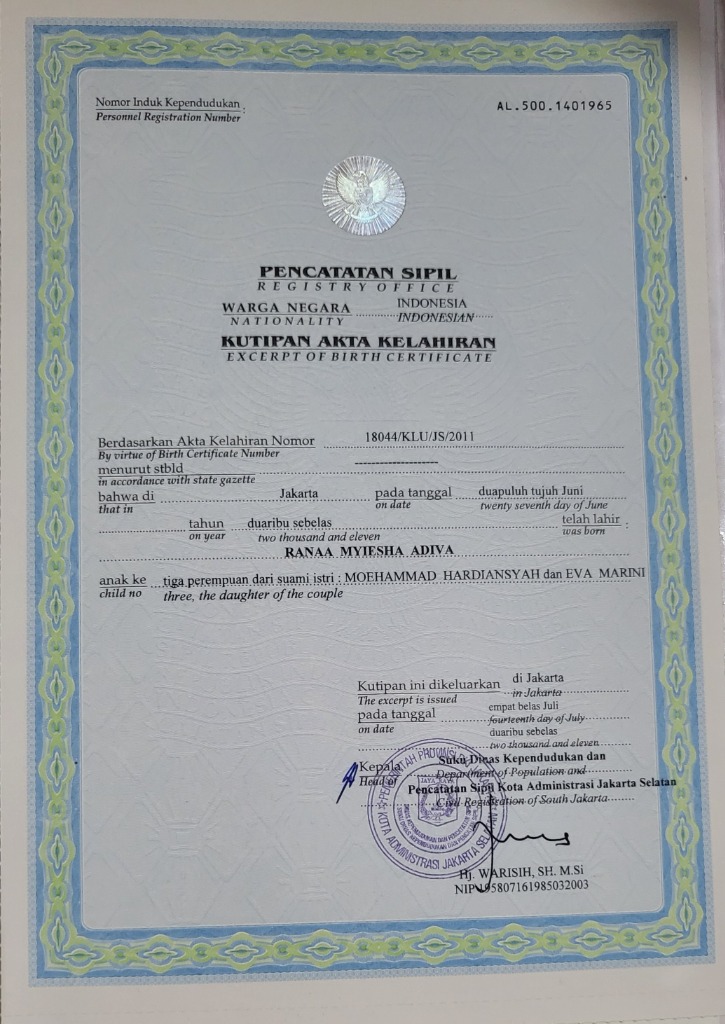 Nomor Induk Kependudukan :
Personnel Registration Number
AL.500.1401965
PENCATATAN SIPIL
REGISTRY OFFICE
WARGA NEGARA INDONESIA
NATIONALITY INDONESIAN
KUTIPAN AKTA KELAHIRAN
EXCERPT OF BIRTH CERTIFICATE
Berdasarkan Akta Kelahiran Nomor 18044/KLU/JS/2011
By virtue of Birth Certificate Number
menurut stbld --------------------
in accordance with state gazette
bahwa di Jakarta pada tanggal duapuluh tujuh Juni
that in on date twenty seventh day of June
tahun duaribu sebelas telah lahir :
on year two thousand and eleven was born
RANAA MYIESHA ADIVA
anak ke tiga perempuan dari suami istri : MOEHAMMAD HARDIANSYAH dan EVA MARINI
child no three, the daughter of the couple
Kutipan ini dikeluarkan di Jakarta
The excerpt is issued in Jakarta
pada tanggal empat belas Juli
on date fourteenth day of July
duaribu sebelas
two thousand and eleven
Kepala Suku Dinas Kependudukan dan
Head of Department of Population and
Pencatatan Sipil Kota Administrasi Jakarta Selatan
Civil Registration of South Jakarta
JAYA RAYA
KOTA ADMINISTRASI JAKARTA SEL
Hj. WARISIH, SH. M.Si
NIP 195807161985032003